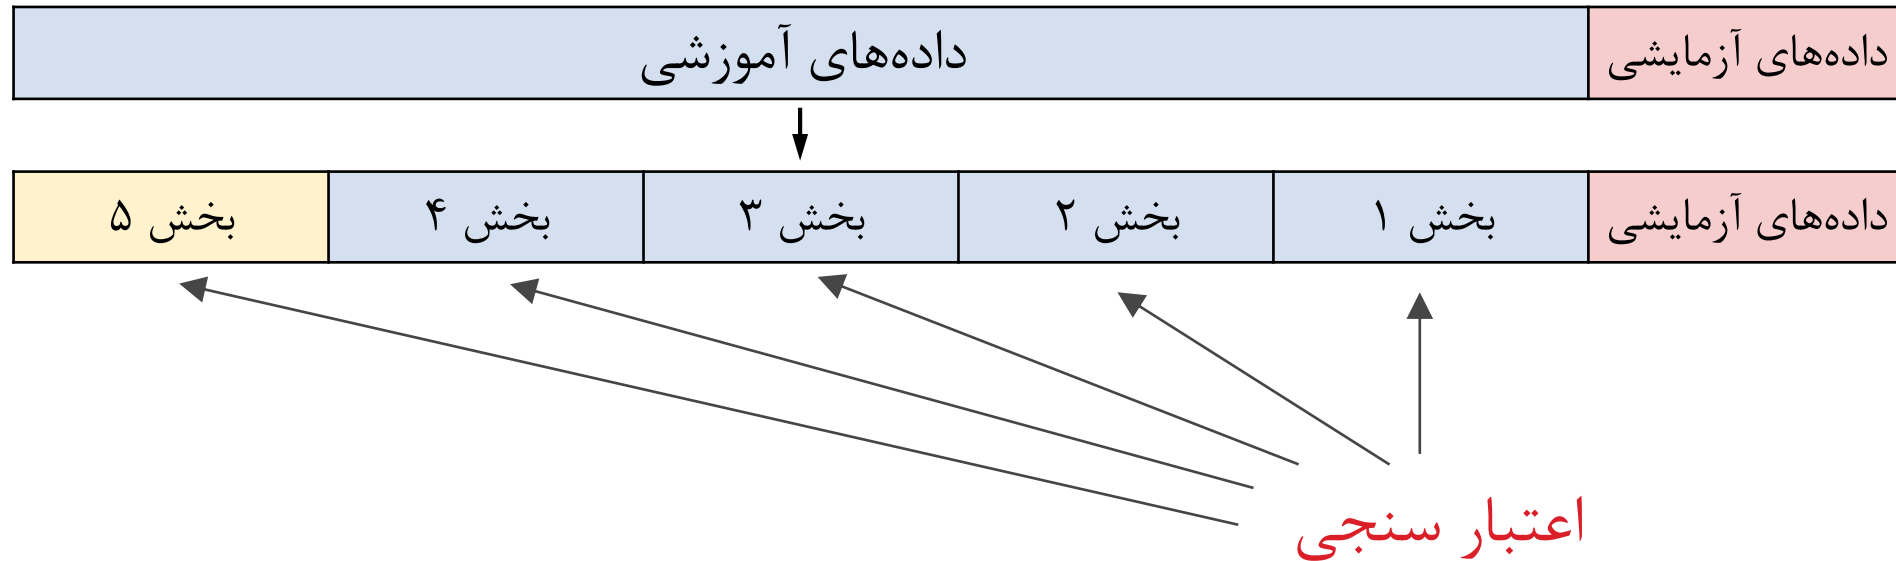 داده‌های آزمایشی
داده‌های آموزشی
داده‌های آزمایشی
بخش ۱
بخش ۲
بخش ۳
بخش ۴
بخش ۵
اعتبار سنجی